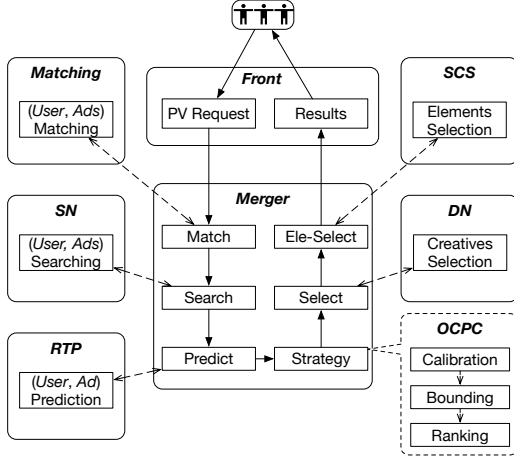 Matching
(User, Ads)
Matching
Front
PV Request
Results
SCS
Elements
Selection
SN
(User, Ads)
Searching
Merger
Match
Ele-Select
Search
Select
Predict
Strategy
DN
Creatives
Selection
RTP
(User, Ad)
Prediction
OCPC
Calibration
Bounding
Ranking